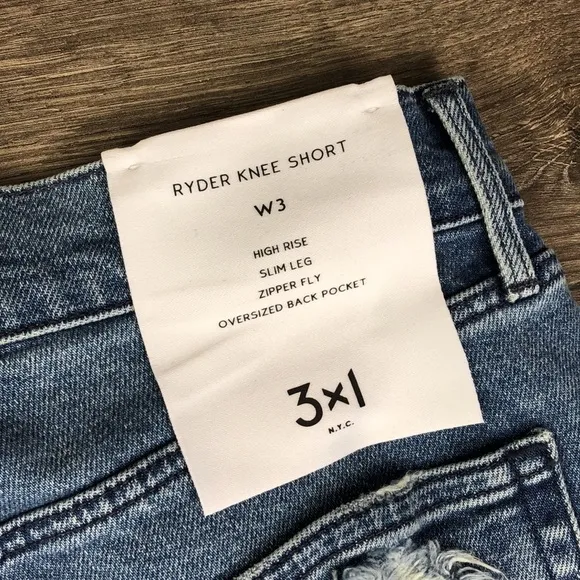 RYDER KNEE SHORT
W3
HIGH RISE
SLIM LEG
ZIPPER FLY
OVERSIZED BACK POCKET
3x1
N.Y.C.